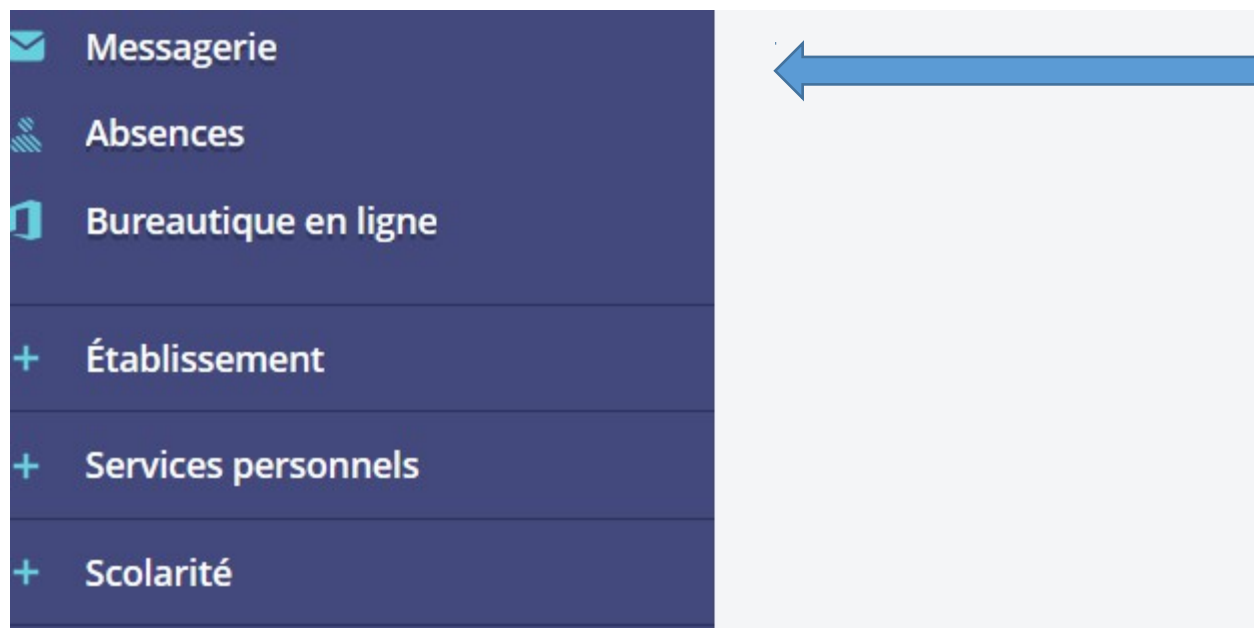 Messagerie
Absences
Bureautique en ligne
+ Établissement
+ Services personnels
+ Scolarité